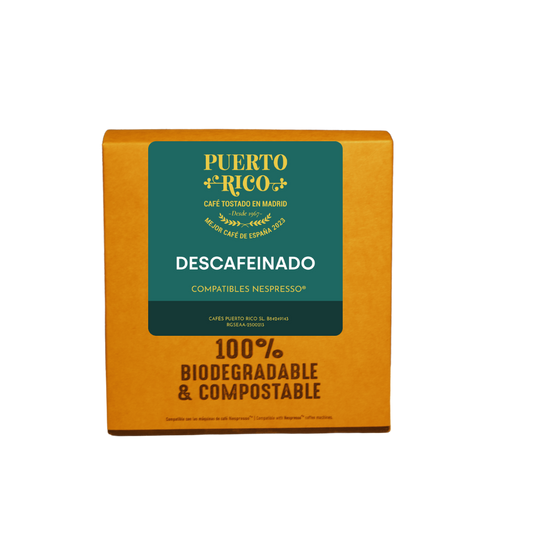 PUERTO
RICO
CAFÉ TOSTADO EN MADRID
-Desde 1967-
MEJOR CAFÉ DE ESPAÑA 2023
DESCAFEINADO
COMPATIBLES NESPRESSO®
CAFÉS PUERTO RICO SL.
100%
BIODEGRADABLE
& COMPOSTABLE